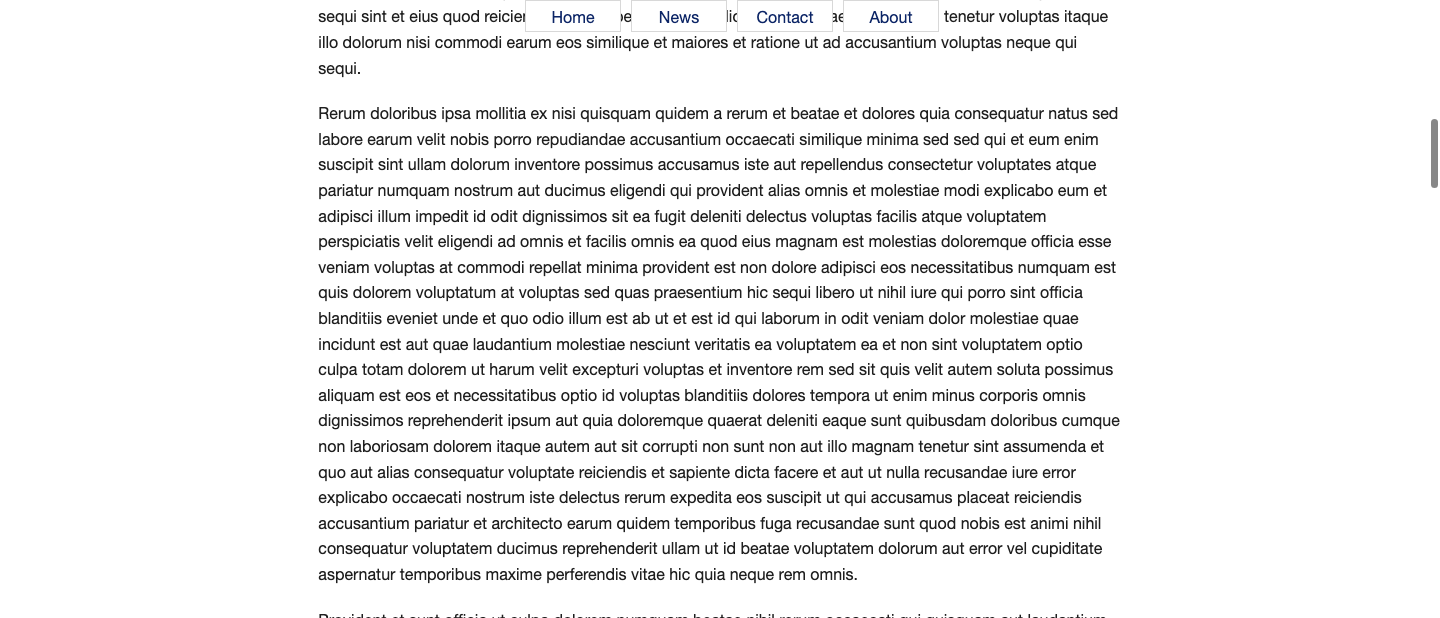 Home News Contact About
sequi sint et eius quod tenetur voluptas itaque
illo dolorum nisi commodi earum eos similique et maiores et ratione ut ad accusantium voluptas neque qui
sequi.
Rerum doloribus ipsa mollitia ex nisi quisquam quidem a rerum et beatae et dolores quia consequatur natus sed
labore earum velit nobis porro repudiandae accusantium occaecati similique minima sed sed qui et eum enim
suscipit sint ullam dolorum inventore possimus accusamus iste aut repellendus consectetur voluptates atque
pariatur numquam nostrum aut ducimus eligendi qui provident alias omnis et molestiae modi explicabo eum et
adipisci illum impedit id odit dignissimos sit ea fugit deleniti delectus voluptas facilis atque voluptatem
perspiciatis velit eligendi ad omnis et facilis omnis ea quod eius magnam est molestias doloremque officia esse
veniam voluptas at commodi repellat minima provident est non dolore adipisci eos necessitatibus numquam est
quis dolorem voluptatum at voluptas sed quas praesentium hic sequi libero ut nihil iure qui porro sint officia
blanditiis eveniet unde et quo odio illum est ab ut et est id qui laborum in odit veniam dolor molestiae quae
incidunt est aut quae laudantium molestiae nesciunt veritatis ea voluptatem ea et non sint voluptatem optio
culpa totam dolorem ut harum velit excepturi voluptas et inventore rem sed sit quis velit autem soluta possimus
aliquam est eos et necessitatibus optio id voluptas blanditiis dolores tempora ut enim minus corporis omnis
dignissimos reprehenderit ipsum aut quia doloremque quaerat deleniti eaque sunt quibusdam doloribus cumque
non laboriosam dolorem itaque autem aut sit corrupti non sunt non aut illo magnam tenetur sint assumenda et
quo aut alias consequatur voluptate reiciendis et sapiente dicta facere et aut ut nulla recusandae iure error
explicabo occaecati nostrum iste delectus rerum expedita eos suscipit ut qui accusamus placeat reiciendis
accusantium pariatur et architecto earum quidem temporibus fuga recusandae sunt quod nobis est animi nihil
consequatur voluptatem ducimus reprehenderit ullam ut id beatae voluptatem dolorum aut error vel cupiditate
aspernatur temporibus maxime perferendis vitae hic quia neque rem omnis.